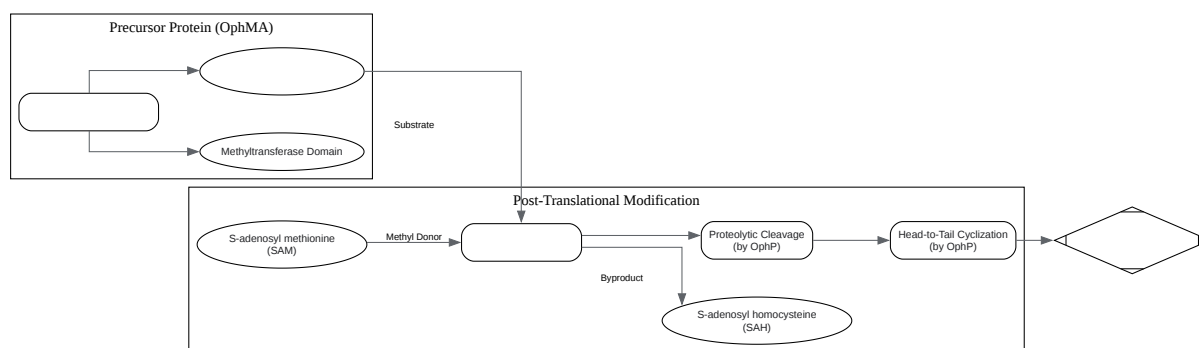 Precursor Protein (OphMA)
Methyltransferase Domain
Substrate
Post-Translational Modification
S-adenosyl methionine
(SAM)
Methyl Donor
Proteolytic Cleavage
(by OphP)
Head-to-Tail Cyclization
(by OphP)
Byproduct
S-adenosyl homocysteine
(SAH)